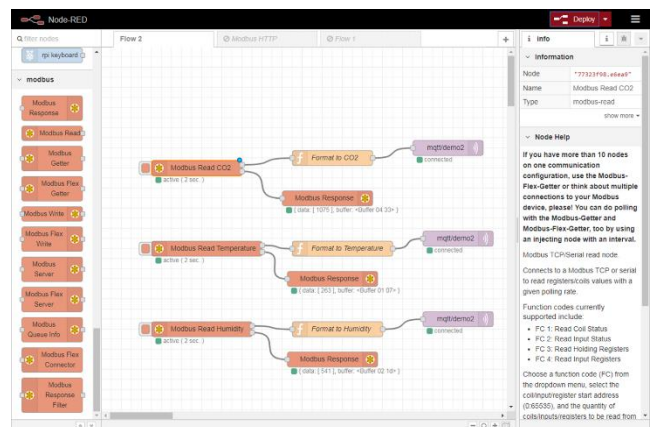 Node-RED
Deploy
filter nodes
Flow 2
Modbus HTTP
Flow 1
info
rpi keyboard
modbus
Modbus Response
Modbus Read
Modbus Getter
Modbus Flex Getter
Modbus Write
Modbus Flex Write
Modbus Server
Modbus Flex Server
Modbus Queue Info
Modbus Flex Connector
Modbus Response Filter
Modbus Read CO2
active ( 2 sec. )
Format to CO2
mqtt/demo2
connected
Modbus Response
{ data: [ 1075 ], buffer: <Buffer 04 33> }
Modbus Read Temperature
active ( 2 sec. )
Format to Temperature
mqtt/demo2
connected
Modbus Response
{ data: [ 263 ], buffer: <Buffer 01 07> }
Modbus Read Humidity
active ( 2 sec. )
Format to Humidity
mqtt/demo2
connected
Modbus Response
{ data: [ 541 ], buffer: <Buffer 02 1d> }
Information
Node
Name Modbus Read CO2
Type modbus-read
show more
Node Help
If you have more than 10 nodes
on one communication
configuration, use the Modbus-
Flex-Getter or think about multiple
connections to your Modbus
device, please! You can do polling
with the Modbus-Getter and
Modbus-Flex-Getter, too by using
an injecting node with an interval.
Modbus TCP/Serial read node.
Connects to a Modbus TCP or serial
to read registers/coils values with a
given polling rate.
Function codes currently
supported include:
• FC 1: Read Coil Status
• FC 2: Read Input Status
• FC 3: Read Holding Registers
• FC 4: Read Input Registers
Choose a function code (FC) from
the dropdown menu, select the
coil/input/register start address
(0:65535), and the quantity of
coils/inputs/registers to be read from